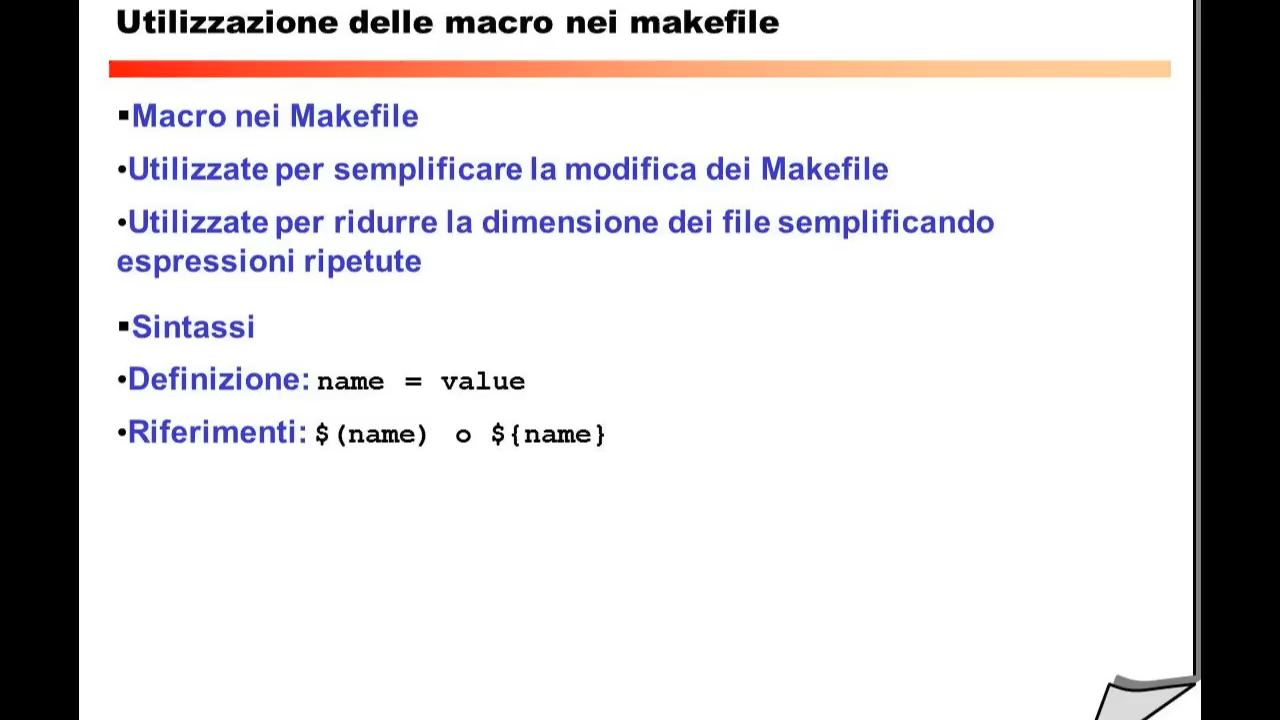 Utilizzazione delle macro nei makefile
▪Macro nei Makefile
•Utilizzate per semplificare la modifica dei Makefile
•Utilizzate per ridurre la dimensione dei file semplificando
espressioni ripetute
▪Sintassi
•Definizione: name = value
•Riferimenti: $(name) o ${name}